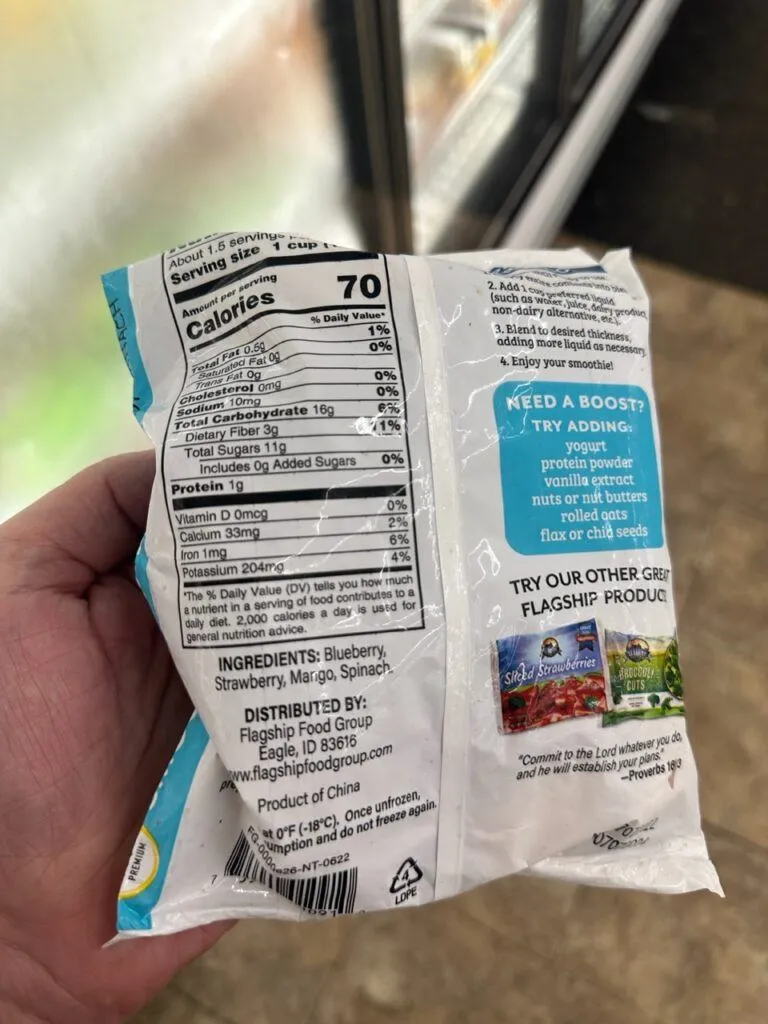 About 1.5 servings
Serving size 1 cup
Amount per serving
Calories 70
% Daily Value*
Total Fat 0.5g 1%
Saturated Fat 0g 0%
Trans Fat 0g
Cholesterol 0mg 0%
Sodium 10mg 0%
Total Carbohydrate 16g 6%
Dietary Fiber 3g 11%
Total Sugars 11g
Includes 0g Added Sugars 0%
Protein 1g
Vitamin D 0mcg 0%
Calcium 33mg 2%
Iron 1mg 6%
Potassium 204mg 4%
*The % Daily Value (DV) tells you how much
a nutrient in a serving of food contributes to a
daily diet. 2,000 calories a day is used for
general nutrition advice.
INGREDIENTS: Blueberry,
Strawberry, Mango, Spinach.
DISTRIBUTED BY:
Flagship Food Group
Eagle, ID 83616
www.flagshipfoodgroup.com
Product of China
at 0°F (-18°C). Once unfrozen,
and do not freeze again.
26-NT-0622
4
LDPE
PREMIUM
2. Add 1 cup preferred liquid
(such as water, juice, dairy product,
non-dairy alternative, etc.).
3. Blend to desired thickness,
adding more liquid as necessary.
4. Enjoy your smoothie!
NEED A BOOST?
TRY ADDING:
yogurt
protein powder
vanilla extract
nuts or nut butters
rolled oats
flax or chia seeds
TRY OUR OTHER GREAT
FLAGSHIP
Sliced Strawberries
BROCCOLI
CUTS
"Commit to the Lord whatever you do,
and he will establish your plans."
—Proverbs 16:3